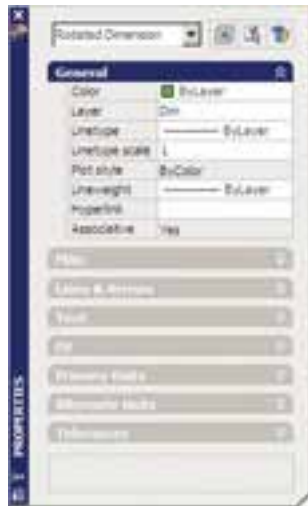 Rotated Dimension
General
Color ByLayer
Layer Dim
Linetype ByLayer
Linetype scale 1
Plot style ByColor
Lineweight ByLayer
Hyperlink
Associative Yes
Misc
Lines & Arrows
Text
Fit
Primary Units
Alternate Units
Tolerances
PROPERTIES